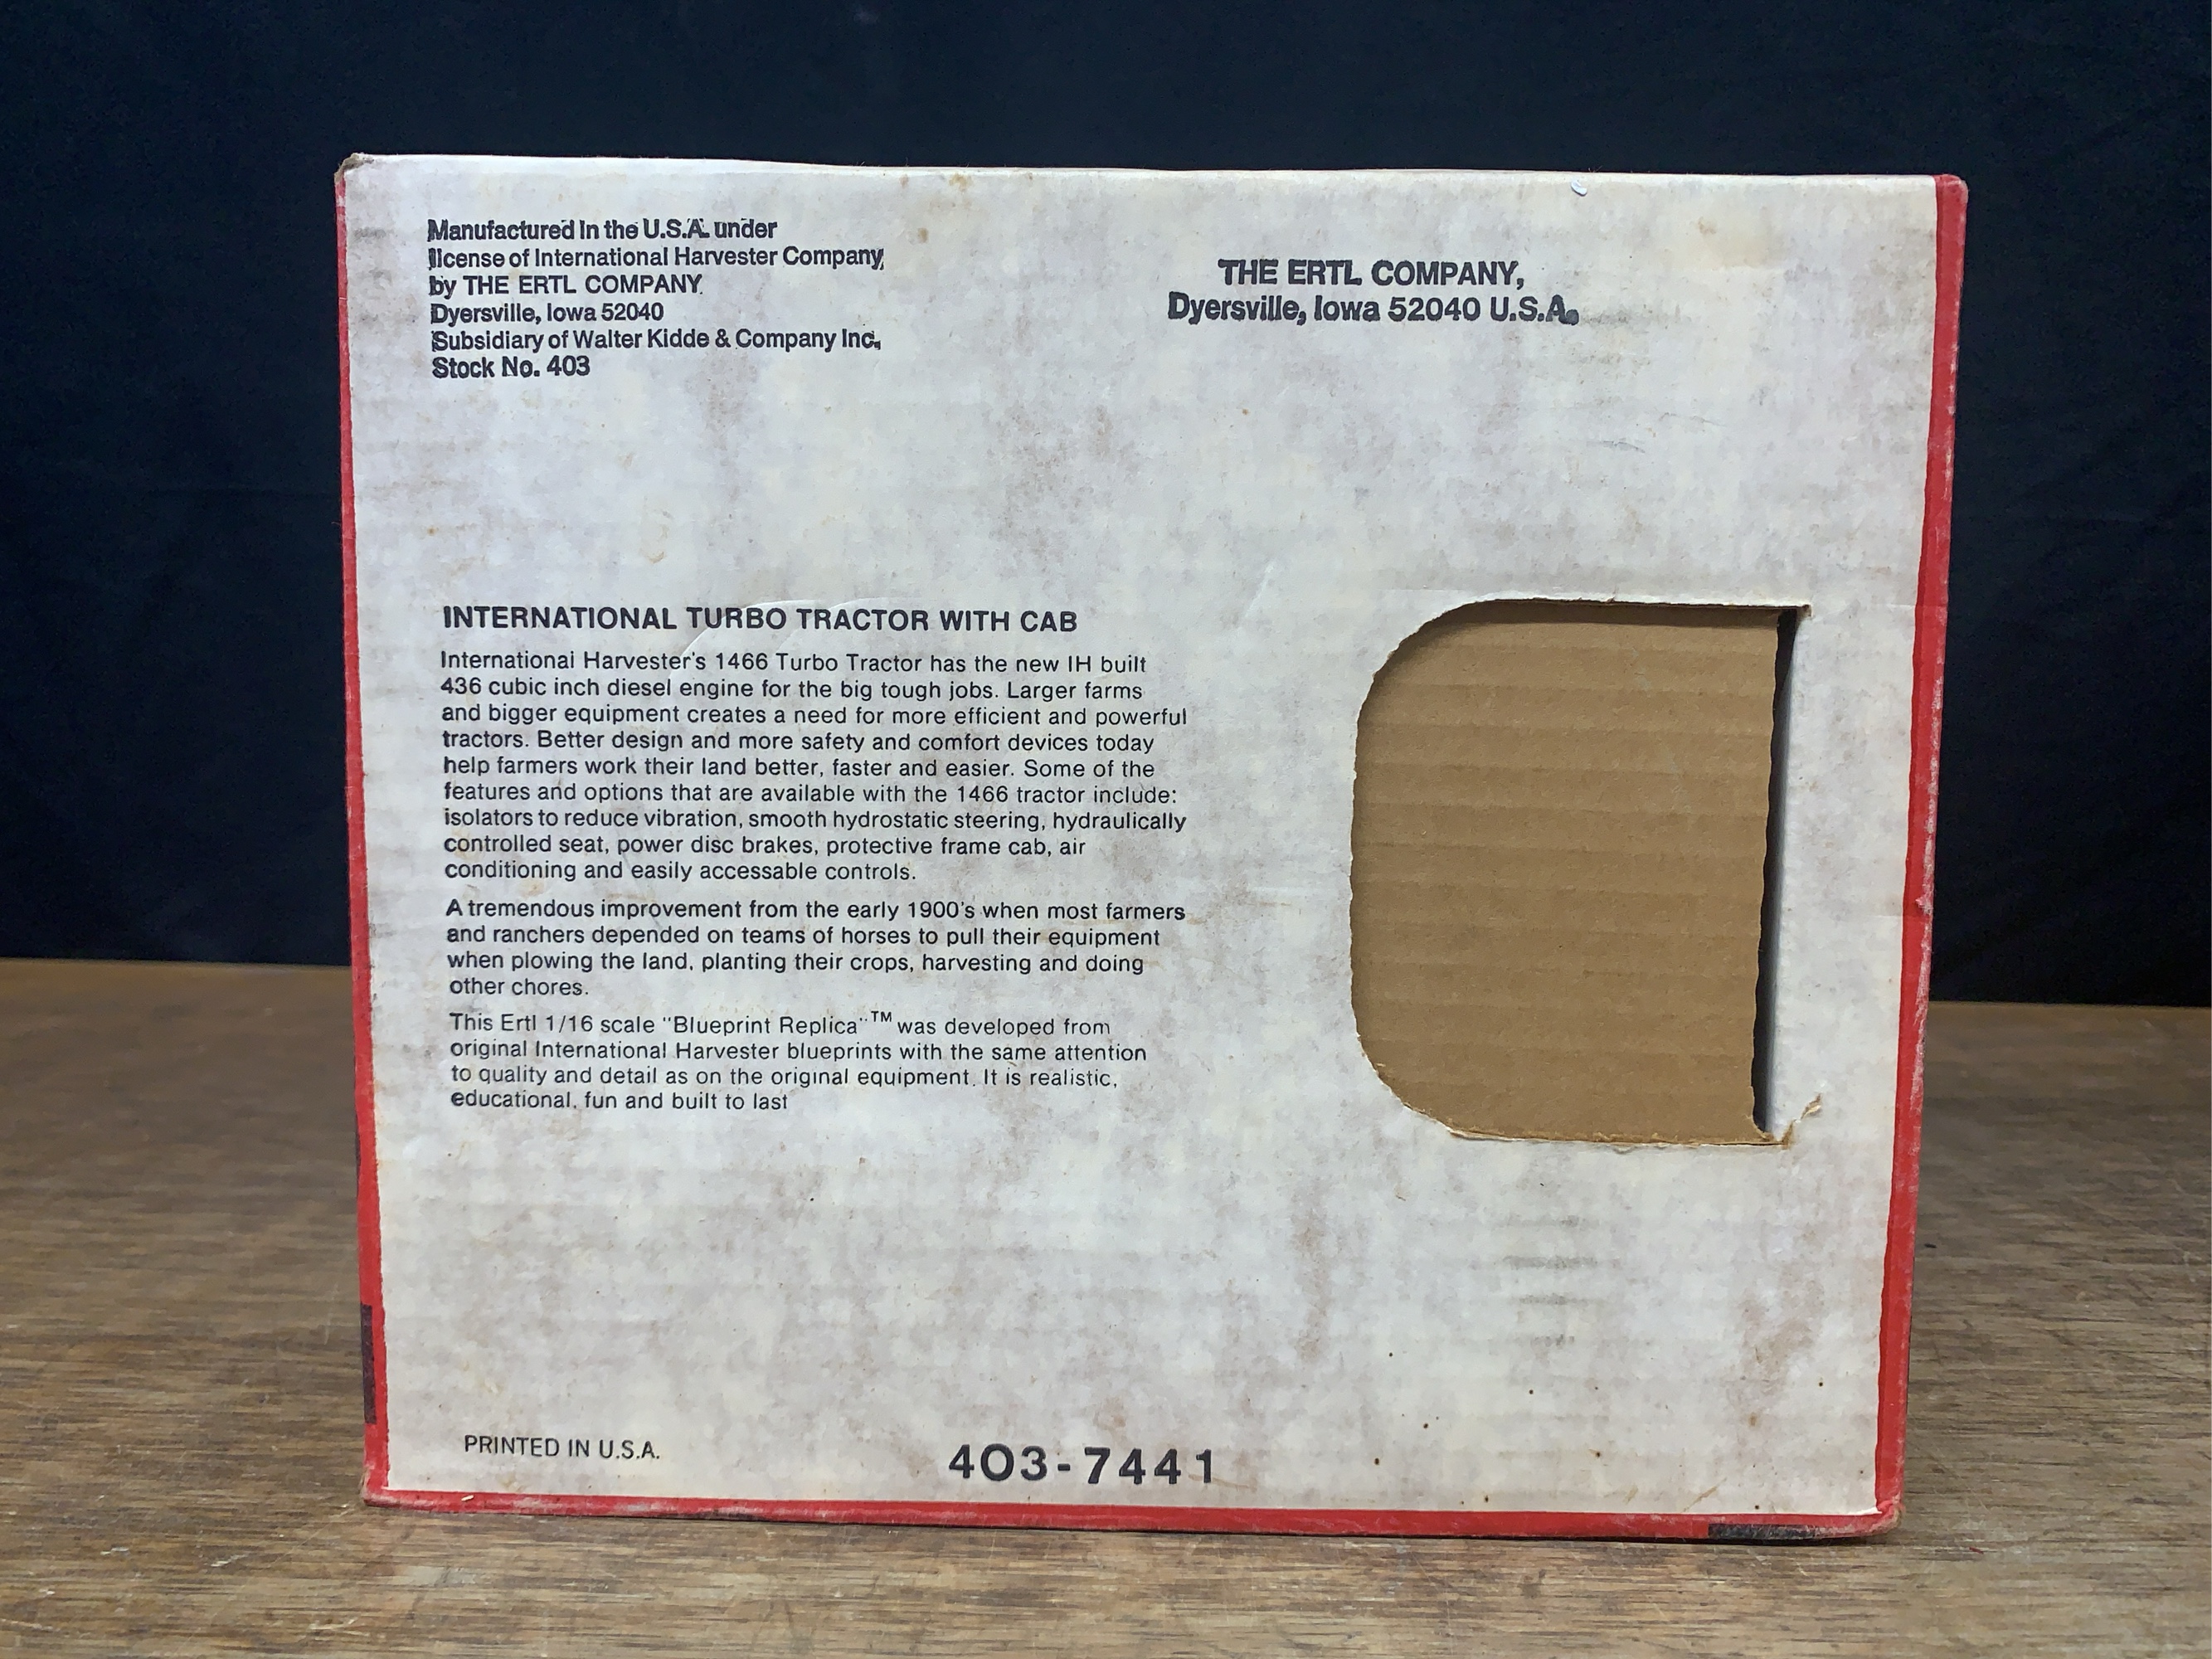 Manufactured In the U.S.A. under
license of International Harvester Company,
by THE ERTL COMPANY
Dyersville, Iowa 52040
Subsidiary of Walter Kidde & Company Inc.
Stock No. 403
THE ERTL COMPANY,
Dyersville, Iowa 52040 U.S.A.
INTERNATIONAL TURBO TRACTOR WITH CAB
International Harvester's 1466 Turbo Tractor has the new IH built
436 cubic inch diesel engine for the big tough jobs. Larger farms
and bigger equipment creates a need for more efficient and powerful
tractors. Better design and more safety and comfort devices today
help farmers work their land better, faster and easier. Some of the
features and options that are available with the 1466 tractor include:
isolators to reduce vibration, smooth hydrostatic steering, hydraulically
controlled seat, power disc brakes, protective frame cab, air
conditioning and easily accessable controls.
A tremendous improvement from the early 1900's when most farmers
and ranchers depended on teams of horses to pull their equipment
when plowing the land, planting their crops, harvesting and doing
other chores.
This Ertl 1/16 scale "Blueprint Replica"™ was developed from
original International Harvester blueprints with the same attention
to quality and detail as on the original equipment. It is realistic,
educational, fun and built to last
PRINTED IN U.S.A.
403-7441